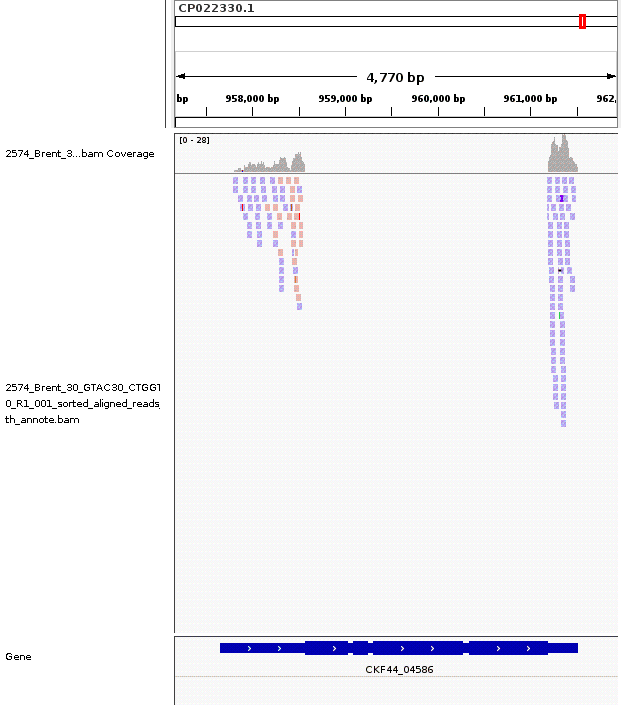 CP022330.1
4,770 bp
bp 958,000 bp 959,000 bp 960,000 bp 961,000 bp 962,
[0 - 28]
2574_Brent_3...bam Coverage
2574_Brent_30_GTAC30_CTGG1
0_R1_001_sorted_aligned_reads_
th_annote.bam
Gene
CKF44_04586